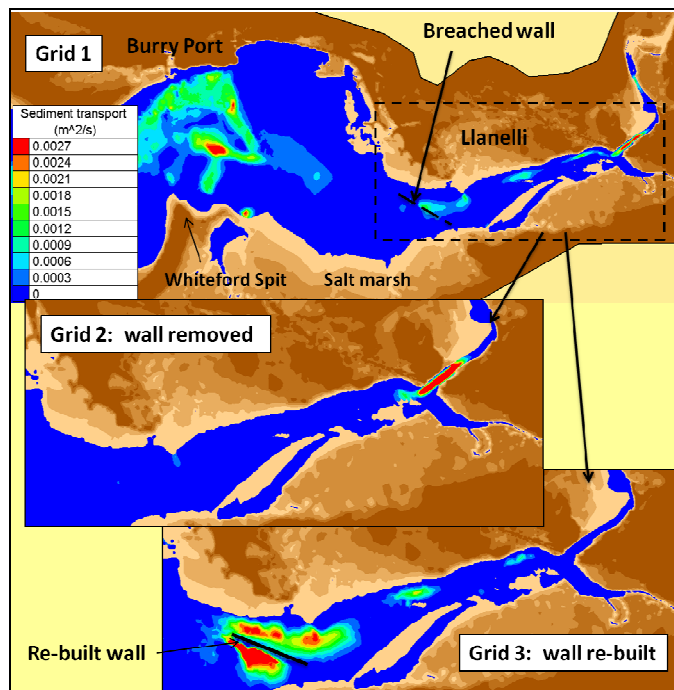 Grid 1
Burry Port
Breached wall
Sediment transport
(m^2/s)
0.0027
0.0024
0.0021
0.0018
0.0015
0.0012
0.0009
0.0006
0.0003
0
Llanelli
Whiteford Spit
Salt marsh
Grid 2:  wall removed
Re-built wall
Grid 3:  wall re-built